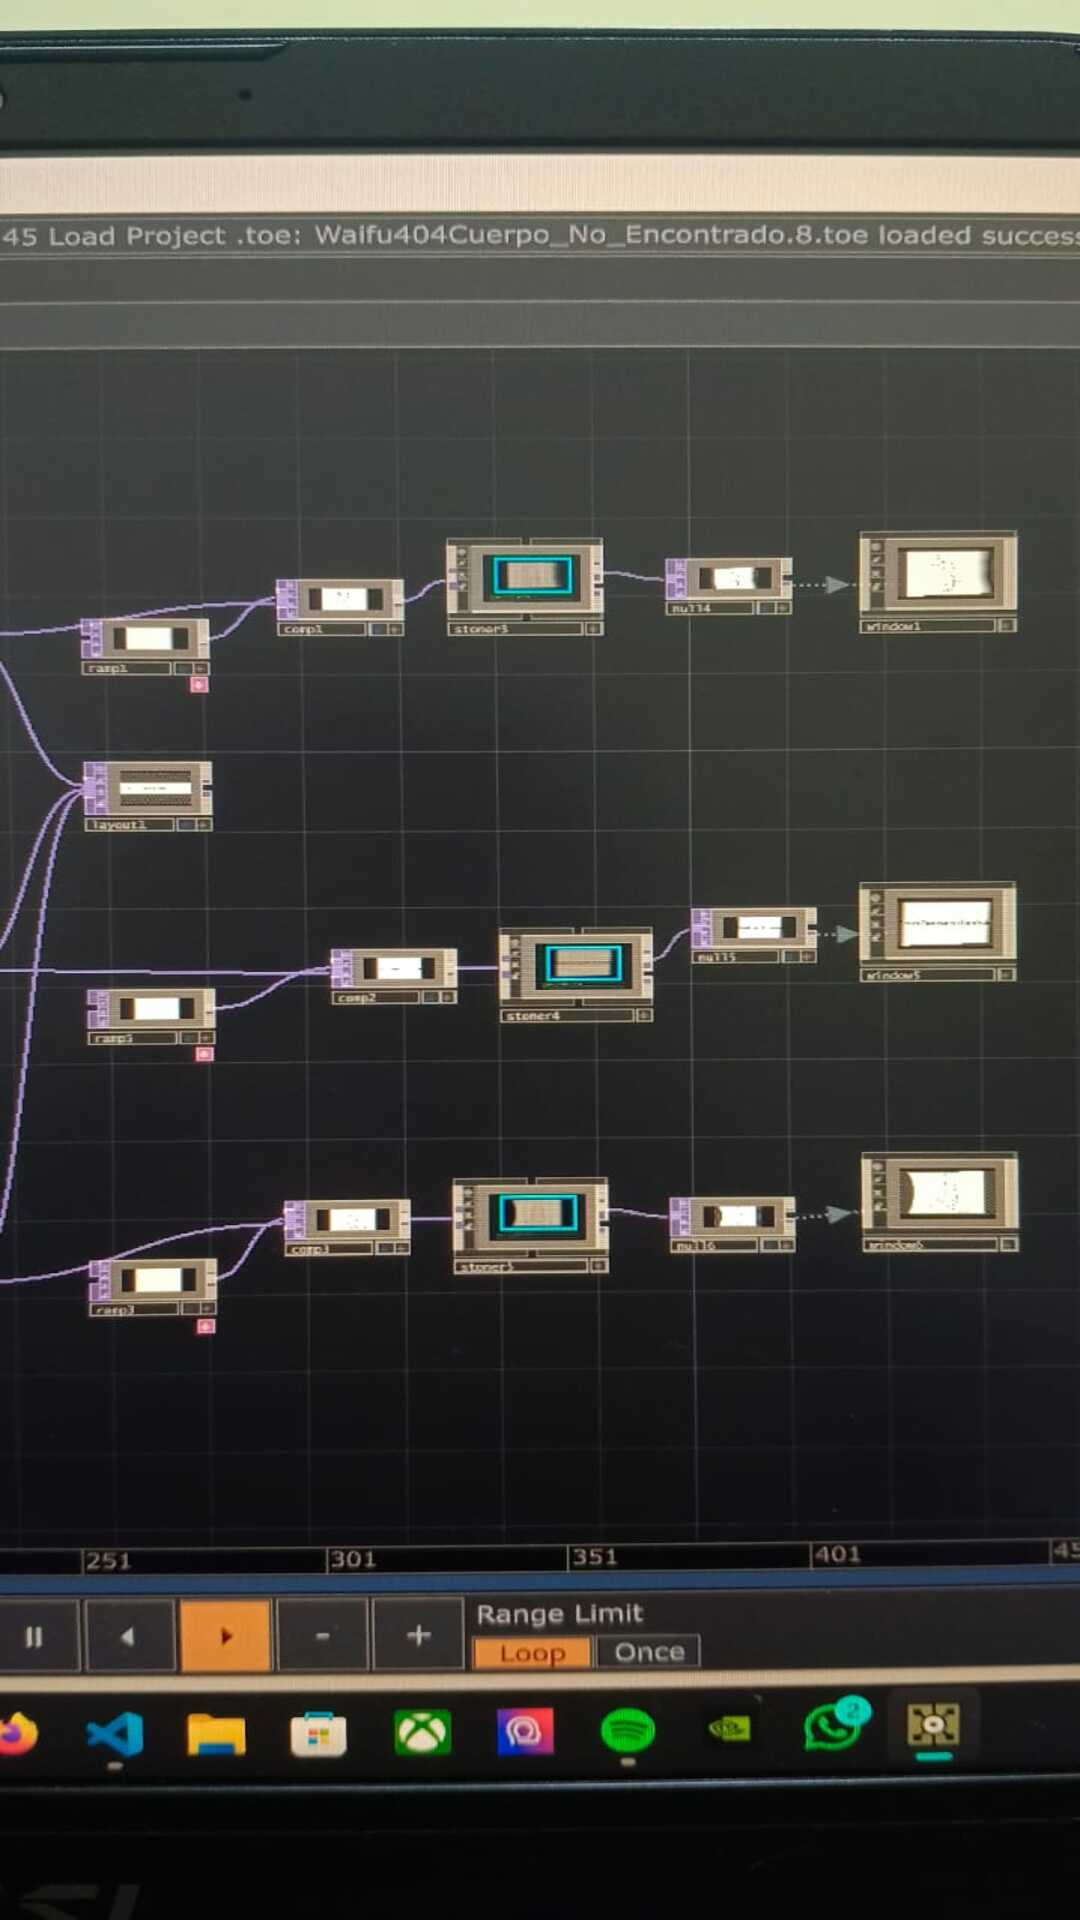 45 Load Project .toe: Waifu404Cuerpo_No_Encontrado.8.toe loaded success
comp1
stoner3
null4
window1
ramp1
layout1
null5
window5
comp2
stoner4
comp3
null6
window6
stoner5
ramp3
251 301 351 401 45
Range Limit
Loop Once
2